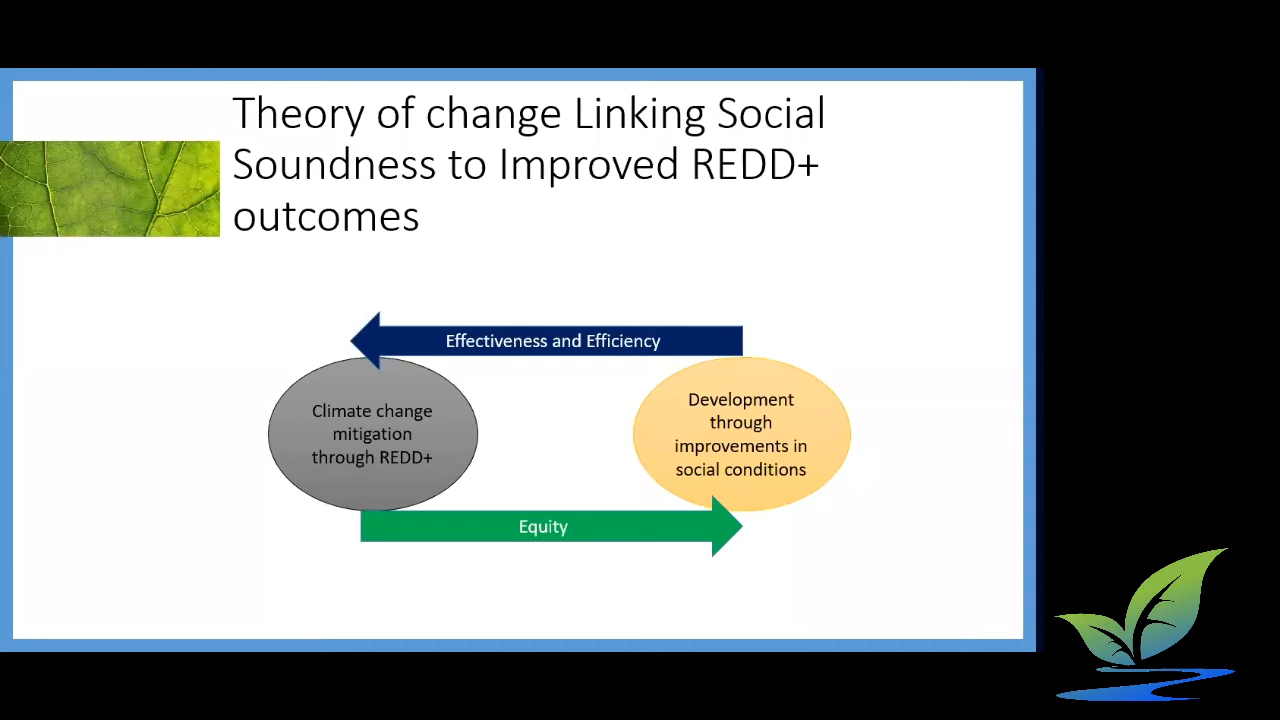 Theory of change Linking Social
Soundness to Improved REDD+
outcomes
Effectiveness and Efficiency
Climate change
mitigation
through REDD+
Development
through
improvements in
social conditions
Equity